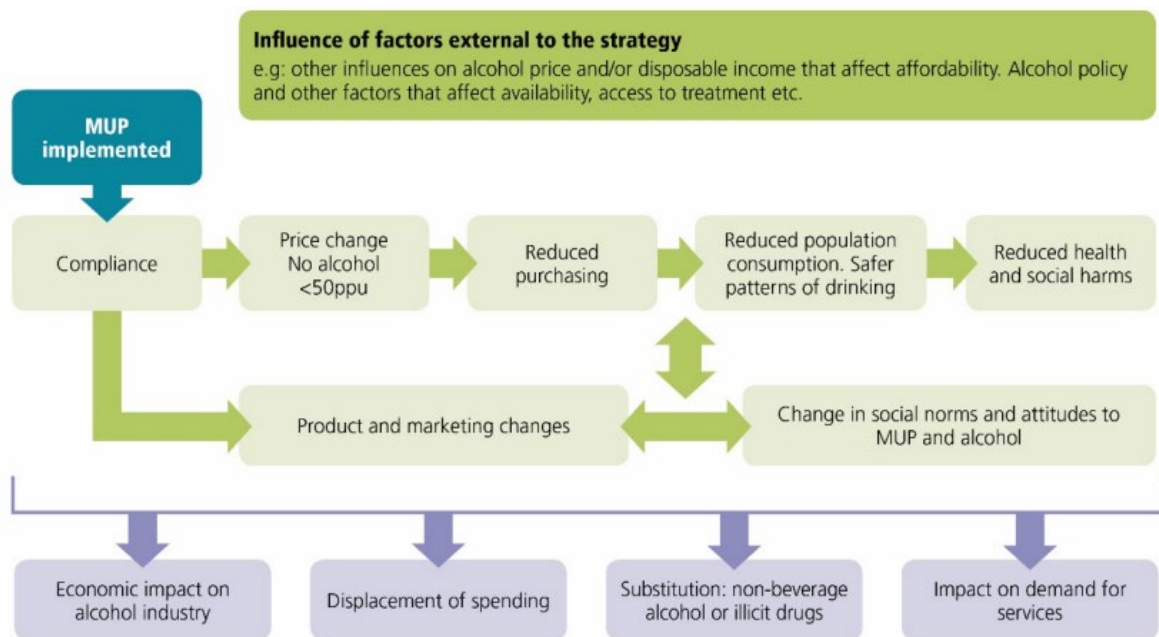 Influence of factors external to the strategy
e.g: other influences on alcohol price and/or disposable income that affect affordability. Alcohol policy
and other factors that affect availability, access to treatment etc.
MUP
implemented
Compliance
Price change
No alcohol
<50ppu
Reduced
purchasing
Reduced population
consumption. Safer
patterns of drinking
Reduced health
and social harms
Product and marketing changes
Change in social norms and attitudes to
MUP and alcohol
Economic impact on
alcohol industry
Displacement of spending
Substitution: non-beverage
alcohol or illicit drugs
Impact on demand for
services